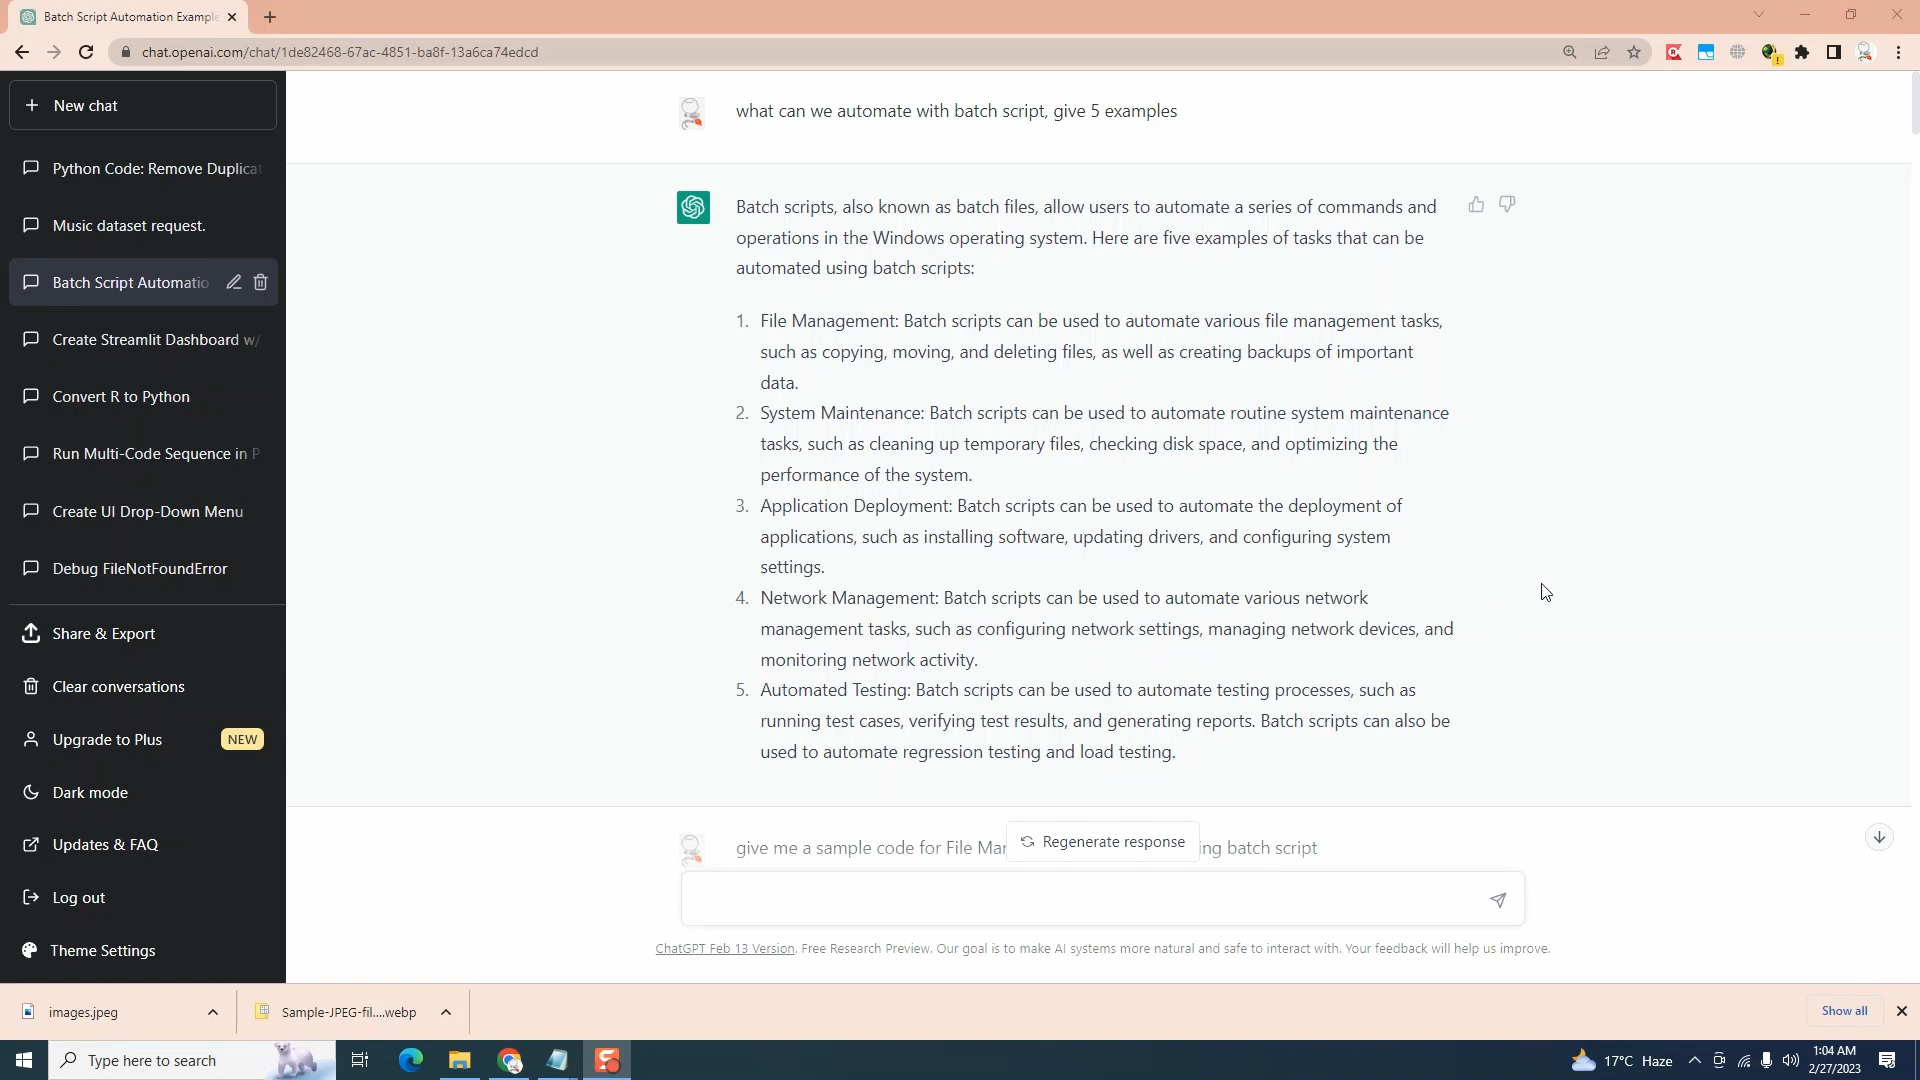 Batch Script Automation Example
chat.openai.com/chat/1de82468-67ac-4851-ba8f-13a6ca74edcd
New chat
Python Code: Remove Duplicat
Music dataset request.
Batch Script Automatio
Create Streamlit Dashboard w/
Convert R to Python
Run Multi-Code Sequence in P
Create UI Drop-Down Menu
Debug FileNotFoundError
Share & Export
Clear conversations
Upgrade to Plus NEW
Dark mode
Updates & FAQ
Log out
Theme Settings
what can we automate with batch script, give 5 examples
Batch scripts, also known as batch files, allow users to automate a series of commands and
operations in the Windows operating system. Here are five examples of tasks that can be
automated using batch scripts:
1. File Management: Batch scripts can be used to automate various file management tasks,
such as copying, moving, and deleting files, as well as creating backups of important
data.
2. System Maintenance: Batch scripts can be used to automate routine system maintenance
tasks, such as cleaning up temporary files, checking disk space, and optimizing the
performance of the system.
3. Application Deployment: Batch scripts can be used to automate the deployment of
applications, such as installing software, updating drivers, and configuring system
settings.
4. Network Management: Batch scripts can be used to automate various network
management tasks, such as configuring network settings, managing network devices, and
monitoring network activity.
5. Automated Testing: Batch scripts can be used to automate testing processes, such as
running test cases, verifying test results, and generating reports. Batch scripts can also be
used to automate regression testing and load testing.
give me a sample code for File Mar
ing batch script
Regenerate response
ChatGPT Feb 13 Version. Free Research Preview. Our goal is to make AI systems more natural and safe to interact with. Your feedback will help us improve.
images.jpeg
Sample-JPEG-fil....webp
Show all
Type here to search
17°C Haze
1:04 AM
2/27/2023